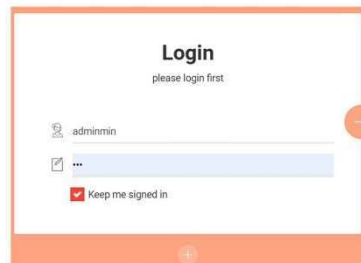 Login
please login first
adminmin
•••
Keep me signed in